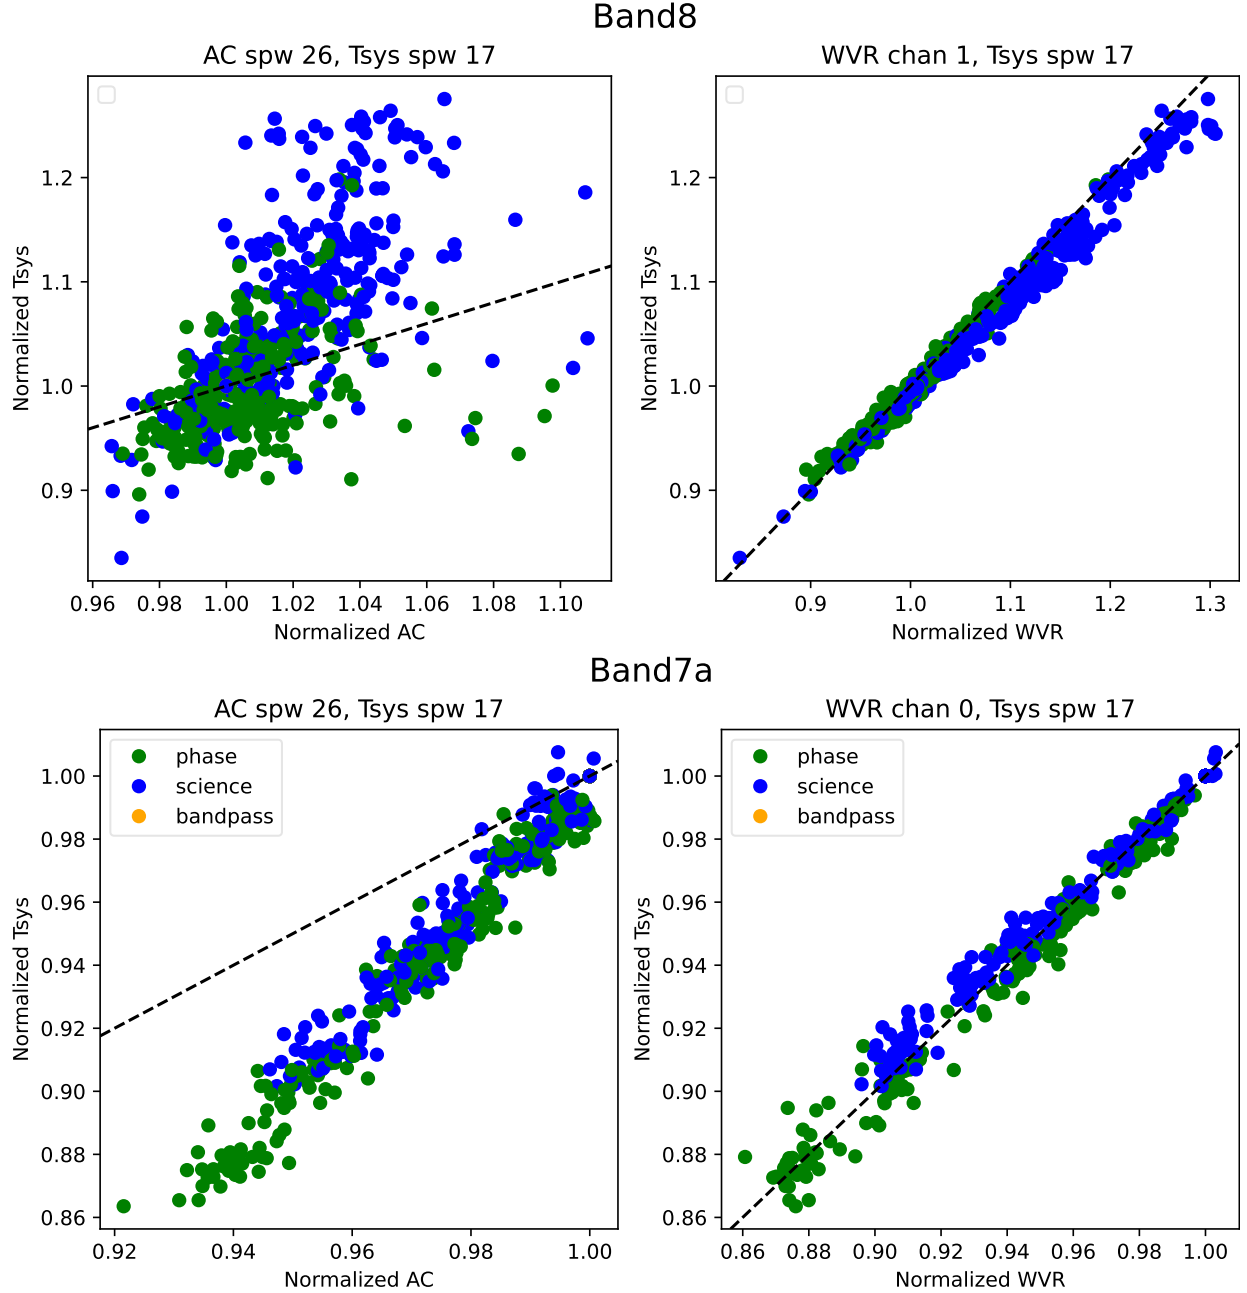 Band8
AC spw 26, Tsys spw 17
WVR chan 1, Tsys spw 17
Normalized Tsys
1.2
1.1
1.0
0.9
0.96 0.98 1.00 1.02 1.04 1.06 1.08 1.10
Normalized AC
Normalized Tsys
1.2
1.1
1.0
0.9
0.9 1.0 1.1 1.2 1.3
Normalized WVR
Band7a
AC spw 26, Tsys spw 17
WVR chan 0, Tsys spw 17
phase
science
bandpass
Normalized Tsys
1.00
0.98
0.96
0.94
0.92
0.90
0.88
0.86
0.92 0.94 0.96 0.98 1.00
Normalized AC
phase
science
bandpass
Normalized Tsys
1.00
0.98
0.96
0.94
0.92
0.90
0.88
0.86
0.86 0.88 0.90 0.92 0.94 0.96 0.98 1.00
Normalized WVR